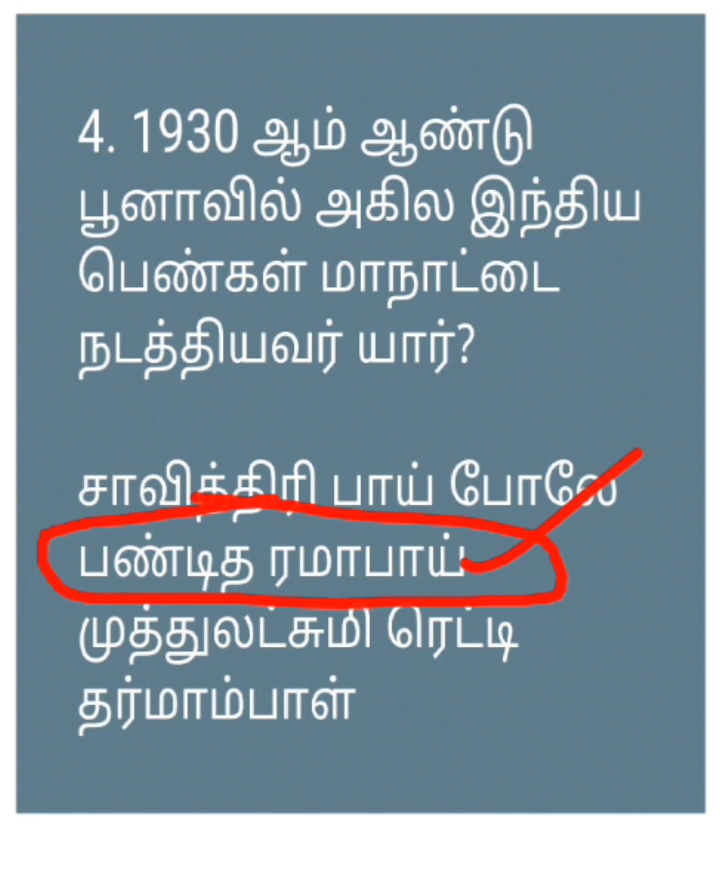 4. 1930 ஆம் ஆண்டு
பூனாவில் அகில இந்திய
பெண்கள் மாநாட்டை
நடத்தியவர் யார்?
சாவித்திரி பாய் போலே
பண்டித ரமாபாய்
முத்துலட்சுமி ரெட்டி
தர்மாம்பாள்